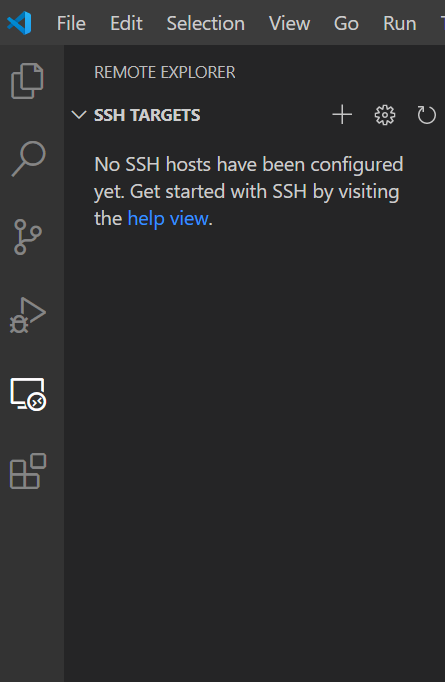 File Edit Selection View Go Run
REMOTE EXPLORER
SSH TARGETS
No SSH hosts have been configured
yet. Get started with SSH by visiting
the help view.